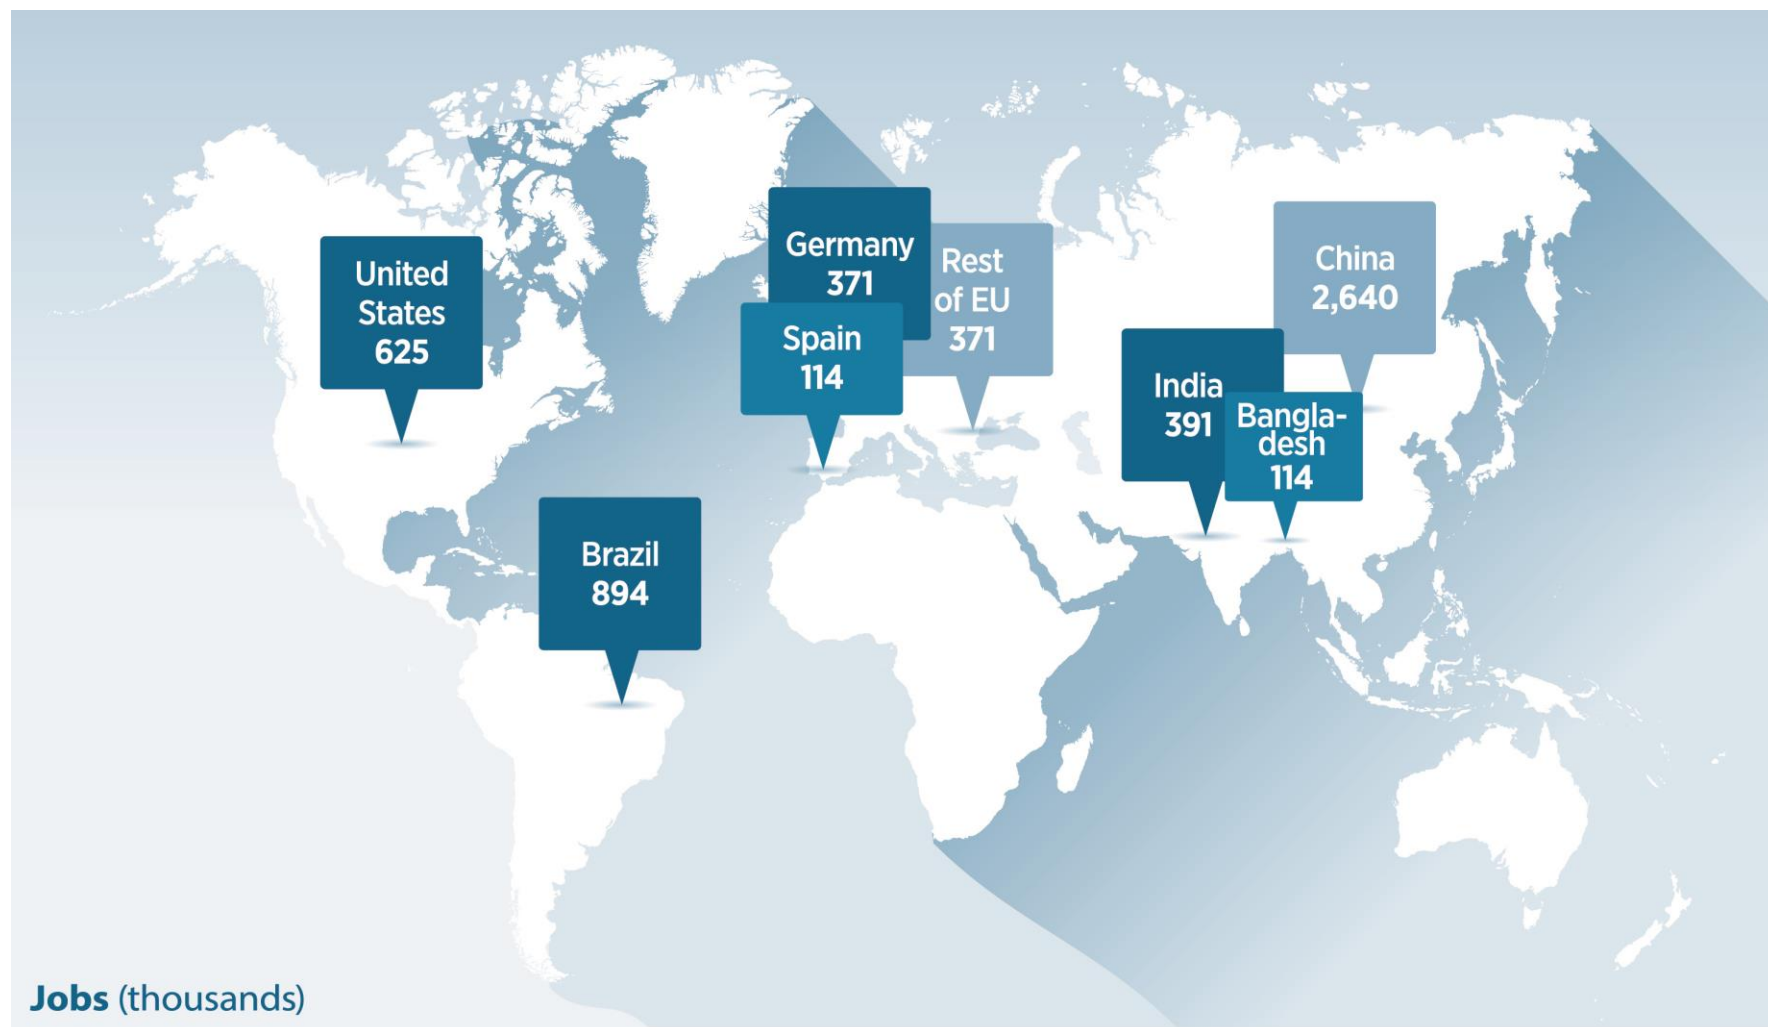 United
States
625
Brazil
894
Germany
371
Spain
114
Rest
of EU
371
India
391
Bangla-
desh
114
China
2,640
Jobs (thousands)